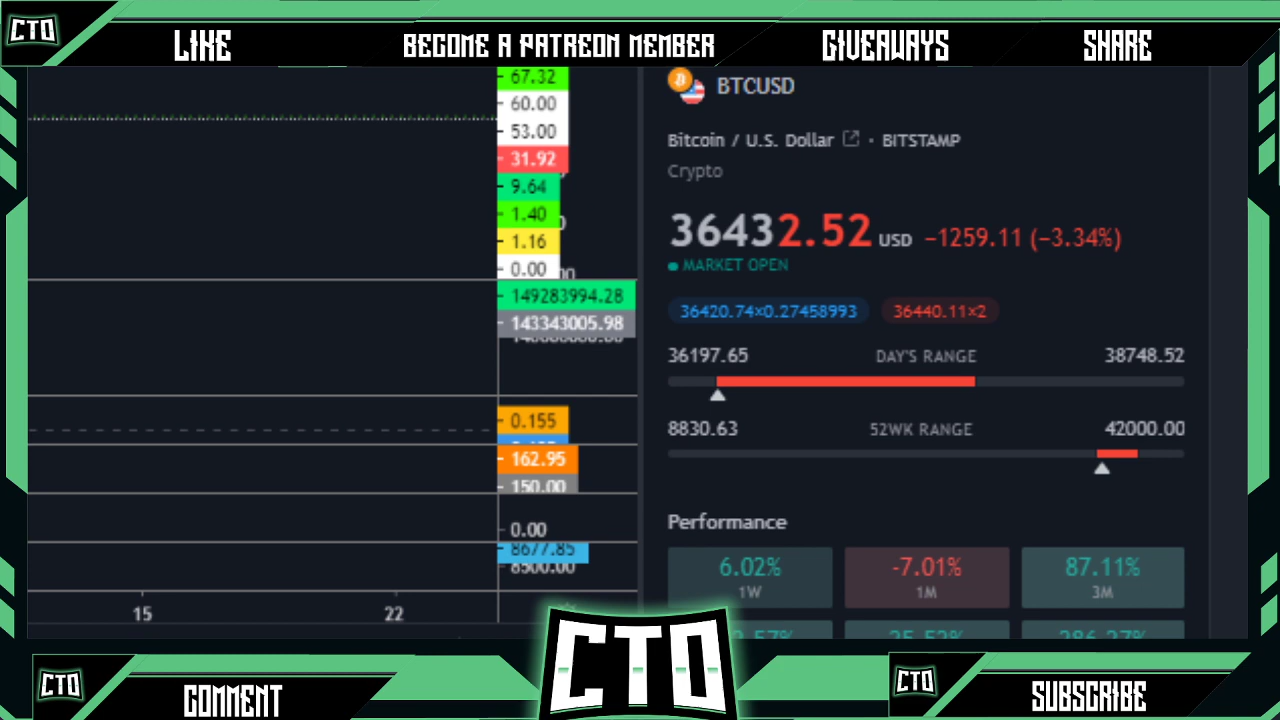 CTO
LIKE
BECOME A PATREON MEMBER
GIVEAWAYS
SHARE
67.32
60.00
53.00
31.92
9.64
1.40
1.16
0.00
149283994.28
143343005.98
0.155
162.95
150.00
0.00
8677.85
8500.00
15
22
BTCUSD
Bitcoin / U.S. Dollar · BITSTAMP
Crypto
36432.52 USD −1259.11 (−3.34%)
MARKET OPEN
36420.74×0.27458993 36440.11×2
36197.65 DAY'S RANGE 38748.52
8830.63 52WK RANGE 42000.00
Performance
6.02% -7.01% 87.11%
1W 1M 3M
CTO
COMMENT
CTO
CTO
SUBSCRIBE